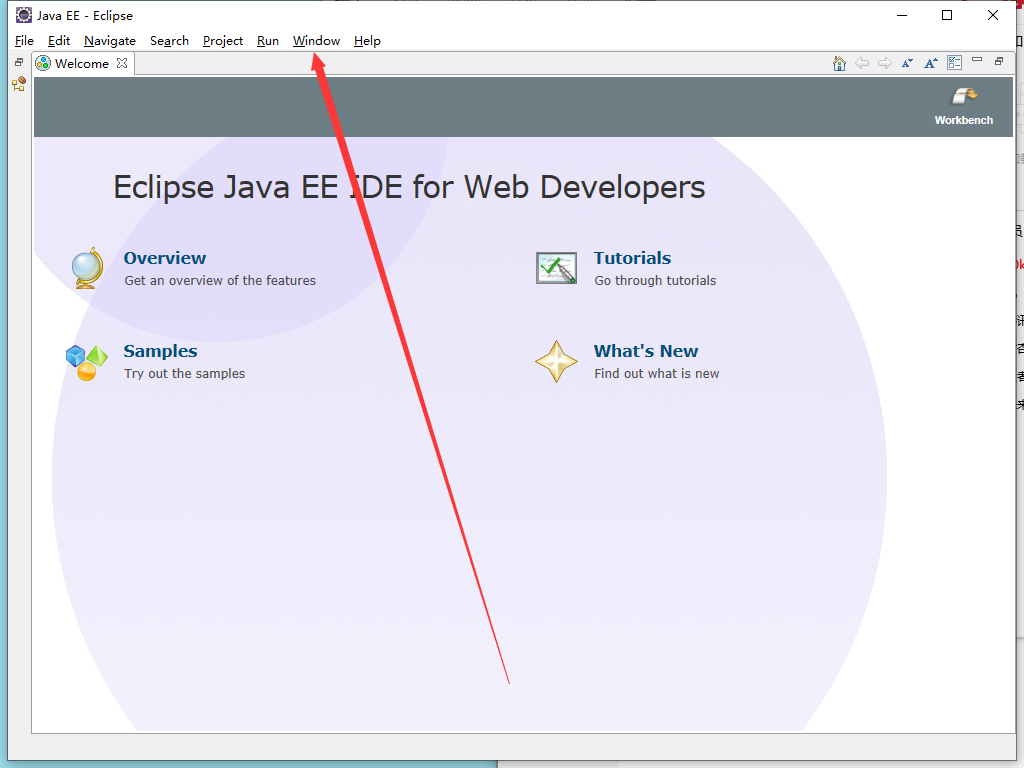 Java EE - Eclipse
File Edit Navigate Search Project Run Window Help
Welcome
Workbench
Eclipse Java EE IDE for Web Developers
Overview
Get an overview of the features
Tutorials
Go through tutorials
Samples
Try out the samples
What's New
Find out what is new